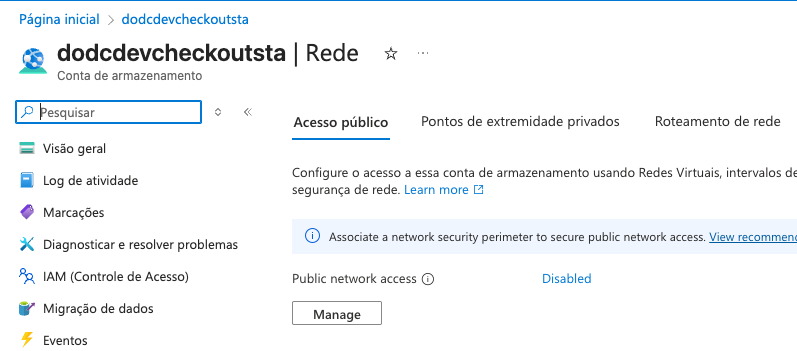 Página inicial > dodcdevcheckoutsta
dodcdevcheckoutsta | Rede
Conta de armazenamento
Pesquisar
Acesso público
Pontos de extremidade privados
Roteamento de rede
Visão geral
Log de atividade
Marcações
Diagnosticar e resolver problemas
IAM (Controle de Acesso)
Migração de dados
Eventos
Configure o acesso a essa conta de armazenamento usando Redes Virtuais, intervalos de
segurança de rede. Learn more
Associate a network security perimeter to secure public network access. View recommend
Public network access
Disabled
Manage